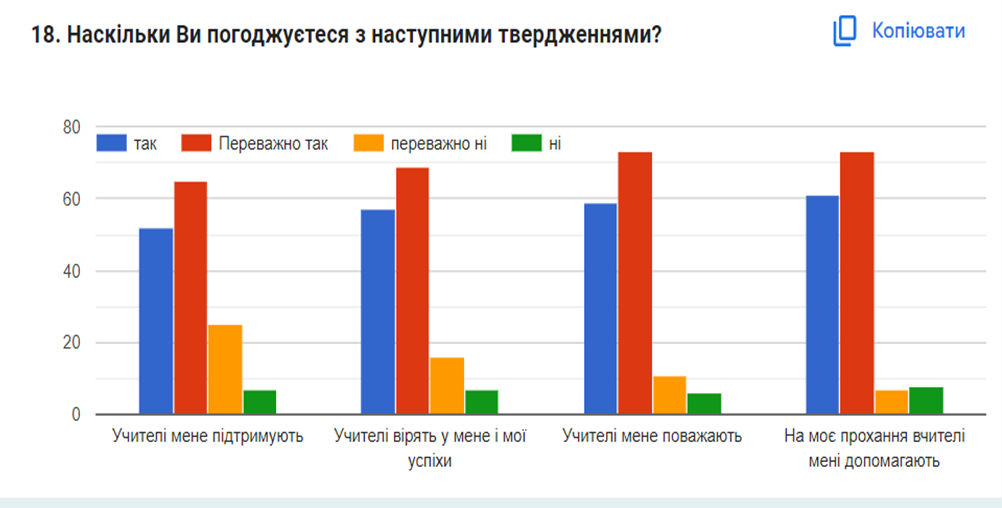 18. Наскільки Ви погоджуєтеся з наступними твердженнями?
Копіювати
80
60
40
20
0
так
Переважно так
переважно ні
ні
Учителі мене підтримують
Учителі вірять у мене і мої
успіхи
Учителі мене поважають
На моє прохання вчителі
мені допомагають